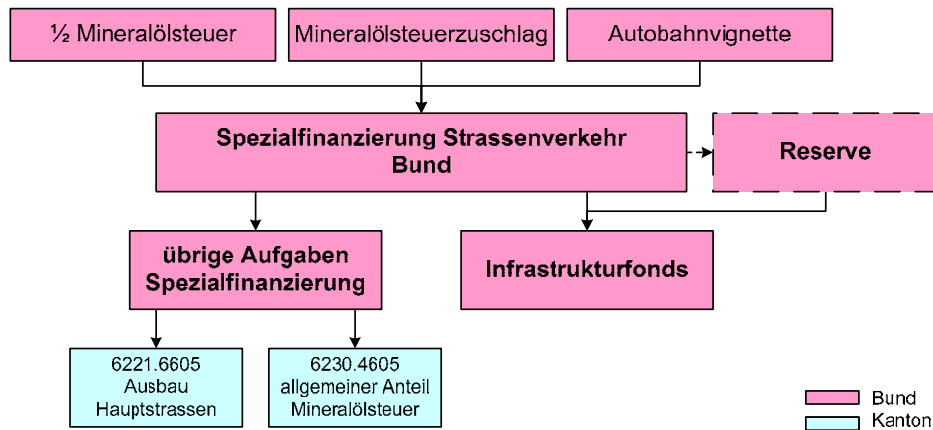 ½ Mineralölsteuer
Mineralölsteuerzuschlag
Autobahnvignette
Spezialfinanzierung Strassenverkehr
Bund
Reserve
übrige Aufgaben
Spezialfinanzierung
Infrastrukturfonds
6221.6605
Ausbau
Hauptstrassen
6230.4605
allgemeiner Anteil
Mineralölsteuer
Bund
Kanton